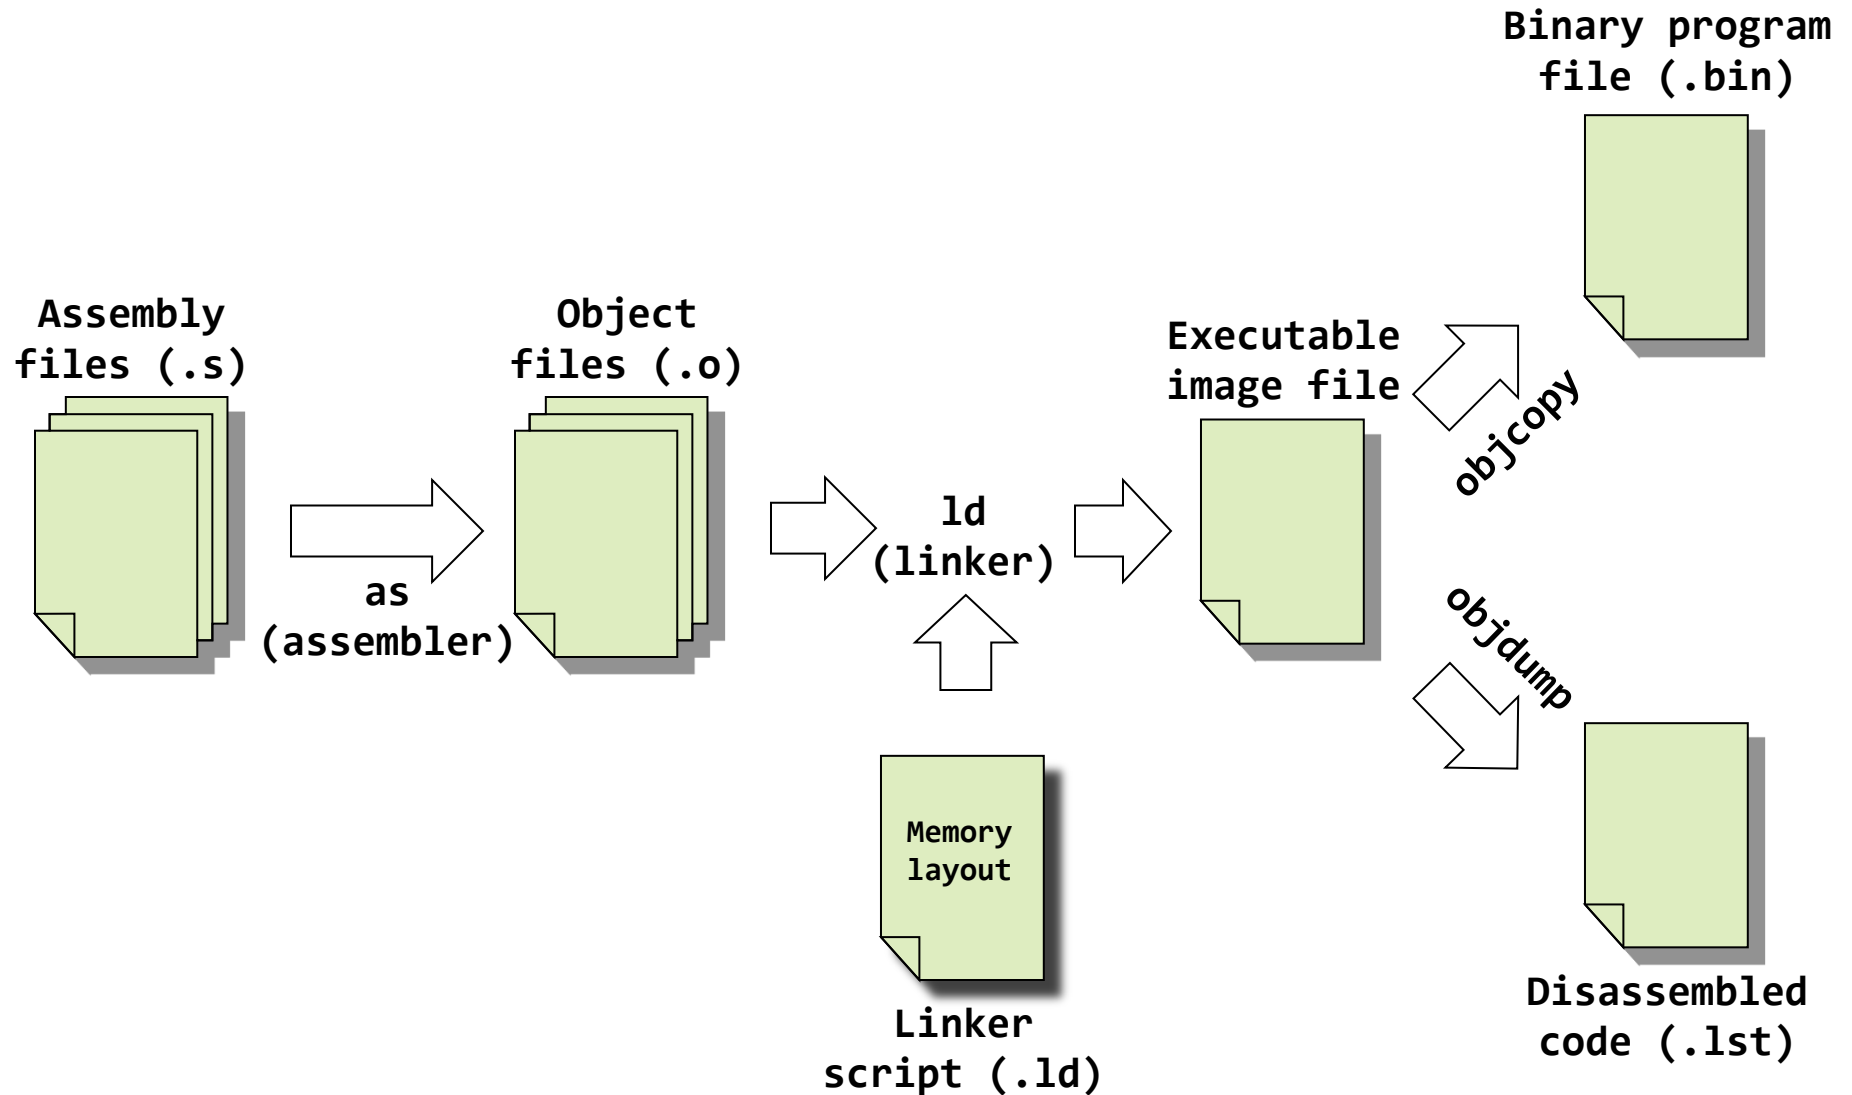 Binary program
file (.bin)
Assembly
files (.s)
Object
files (.o)
Executable
image file
objcopy
ld
(linker)
as
(assembler)
objdump
Memory
layout
Disassembled
code (.lst)
Linker
script (.ld)